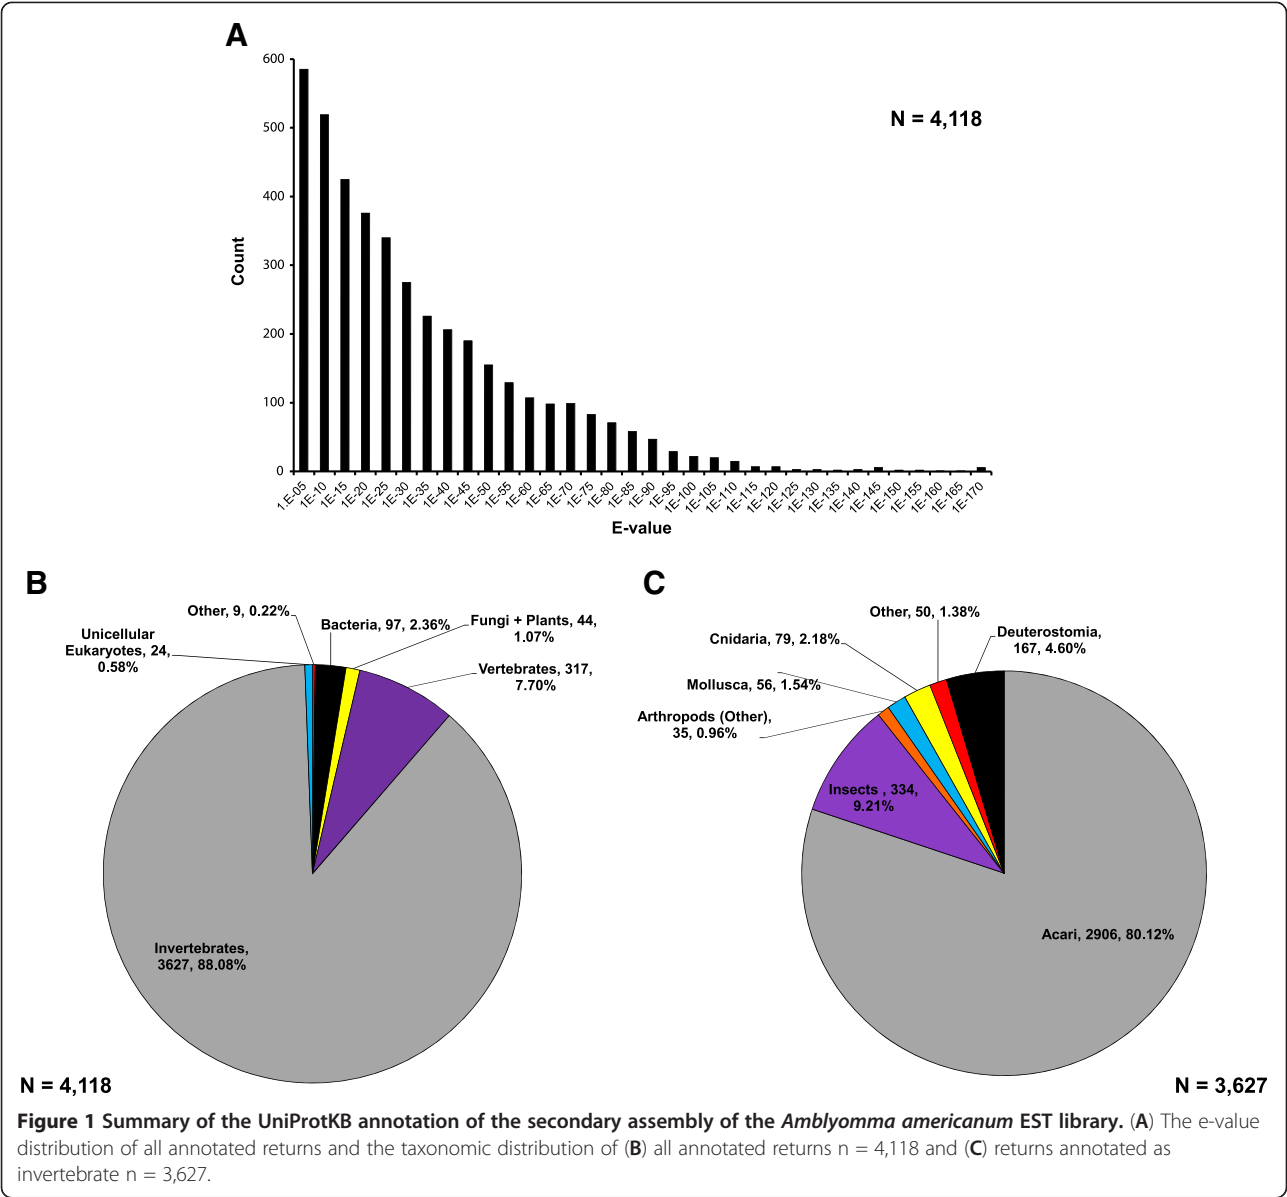 A
600
500
400
300
200
100
0
Count
N = 4,118
1.E-05
1E-10
1E-15
1E-20
1E-25
1E-30
1E-35
1E-40
1E-45
1E-50
1E-55
1E-60
1E-65
1E-70
1E-75
1E-80
1E-85
1E-90
1E-95
1E-100
1E-105
1E-110
1E-115
1E-120
1E-125
1E-130
1E-135
1E-140
1E-145
1E-150
1E-155
1E-160
1E-165
1E-170
E-value
B
Other, 9, 0.22%
Unicellular
Eukaryotes, 24,
0.58%
Bacteria, 97, 2.36%
Fungi + Plants, 44,
1.07%
Vertebrates, 317,
7.70%
Invertebrates,
3627, 88.08%
N = 4,118
C
Other, 50, 1.38%
Cnidaria, 79, 2.18%
Deuterostomia,
167, 4.60%
Mollusca, 56, 1.54%
Arthropods (Other),
35, 0.96%
Insects , 334,
9.21%
Acari, 2906, 80.12%
N = 3,627
Figure 1 Summary of the UniProtKB annotation of the secondary assembly of the Amblyomma americanum EST library. (A) The e-value
distribution of all annotated returns and the taxonomic distribution of (B) all annotated returns n = 4,118 and (C) returns annotated as
invertebrate n = 3,627.